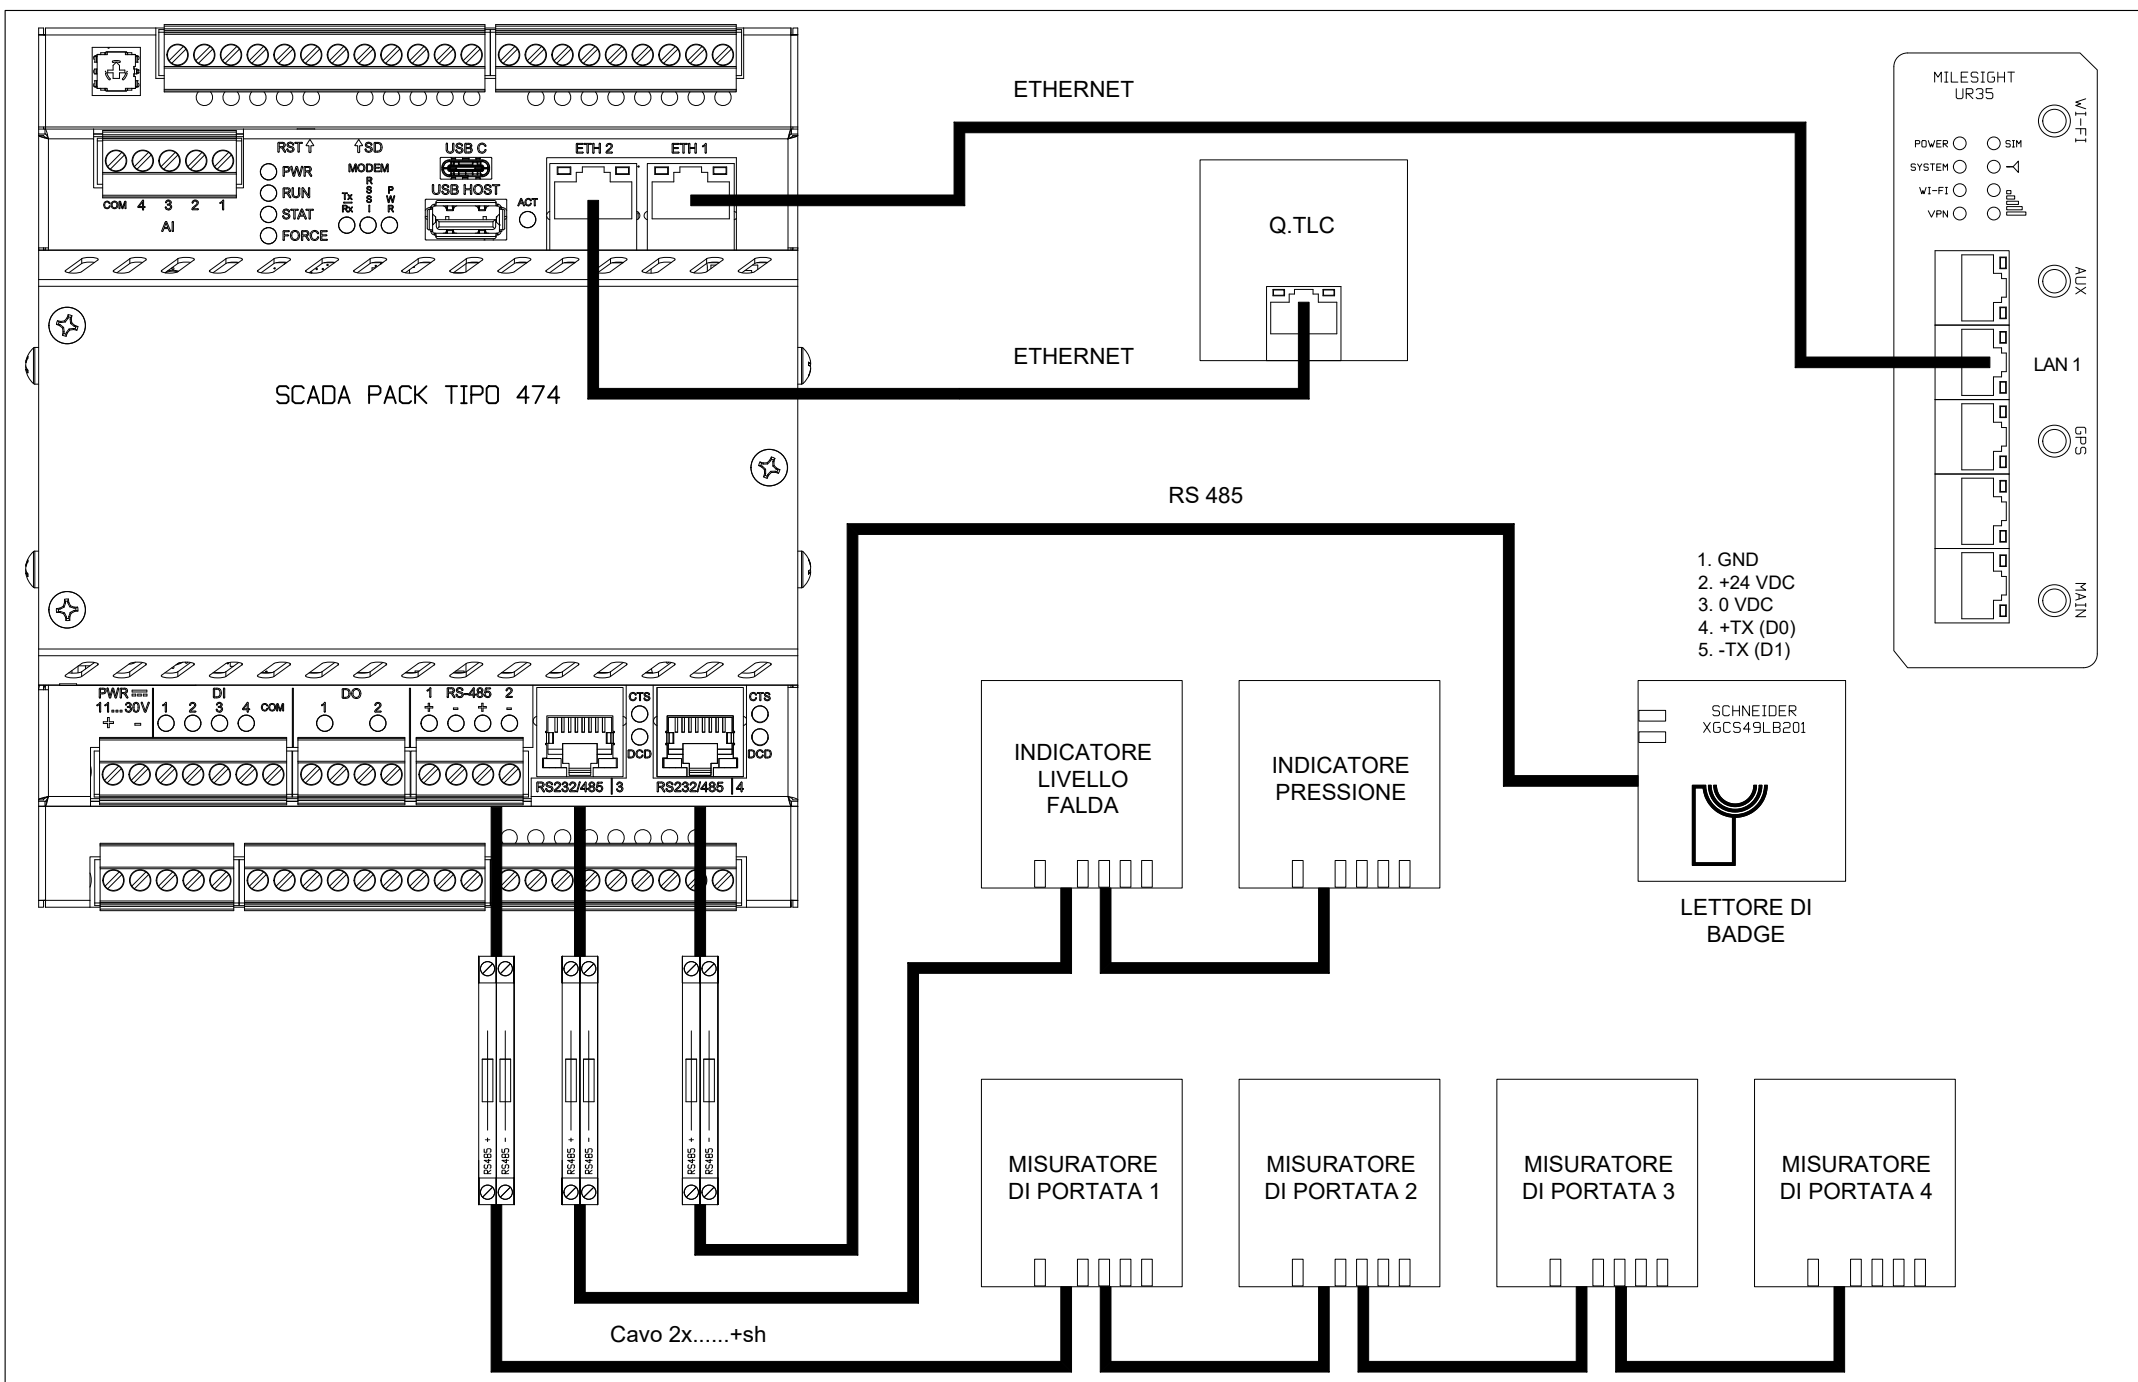 ETHERNET
MILESIGHT
UR35
WI-FI
POWER
SIM
SYSTEM
WI-FI
VPN
AUX
LAN 1
GPS
MAIN
RST
SD
USB C
ETH 2
ETH 1
PWR
RUN
STAT
FORCE
MODEM
Tx
Rx
RSSI
PWR
USB HOST
ACT
COM 4 3 2 1
AI
Q.TLC
ETHERNET
SCADA PACK TIPO 474
RS 485
1. GND
2. +24 VDC
3. 0 VDC
4. +TX (D0)
5. -TX (D1)
PWR
11...30V
+ -
DI
1 2 3 4 COM
DO
1 2
1 RS-485 2
+ - + -
CTS
DCD
RS232/485 3
CTS
DCD
RS232/485 4
INDICATORE
LIVELLO
FALDA
INDICATORE
PRESSIONE
SCHNEIDER
XGCS49LB201
LETTORE DI
BADGE
RS485 +
RS485 -
RS485 +
RS485 -
RS485 +
RS485 -
MISURATORE
DI PORTATA 1
MISURATORE
DI PORTATA 2
MISURATORE
DI PORTATA 3
MISURATORE
DI PORTATA 4
Cavo 2x......+sh